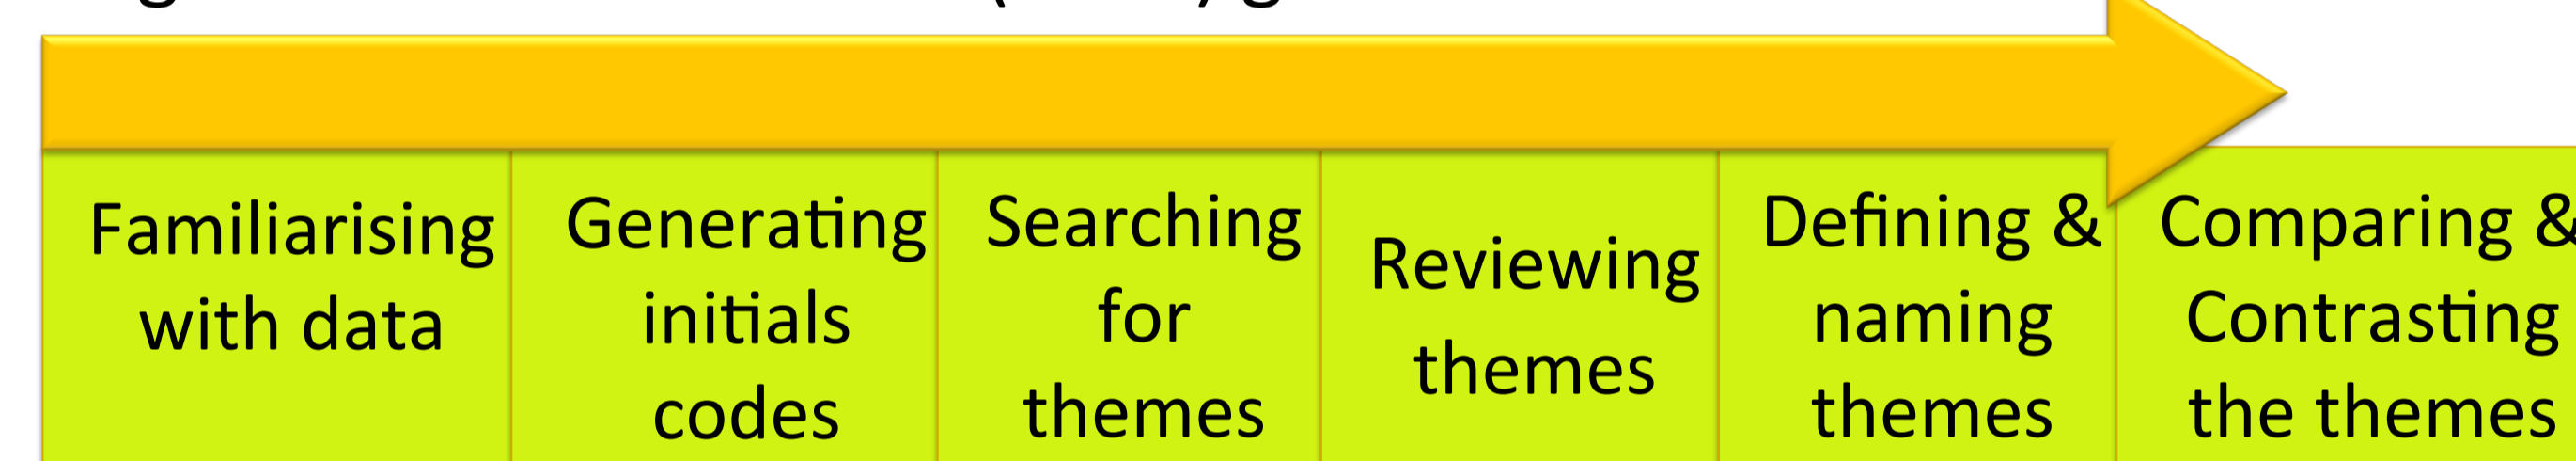 Familiarising
with data
Generating
initials
codes
Searching
for
themes
Reviewing
themes
Defining &
naming
themes
Comparing &
Contrasting
the themes